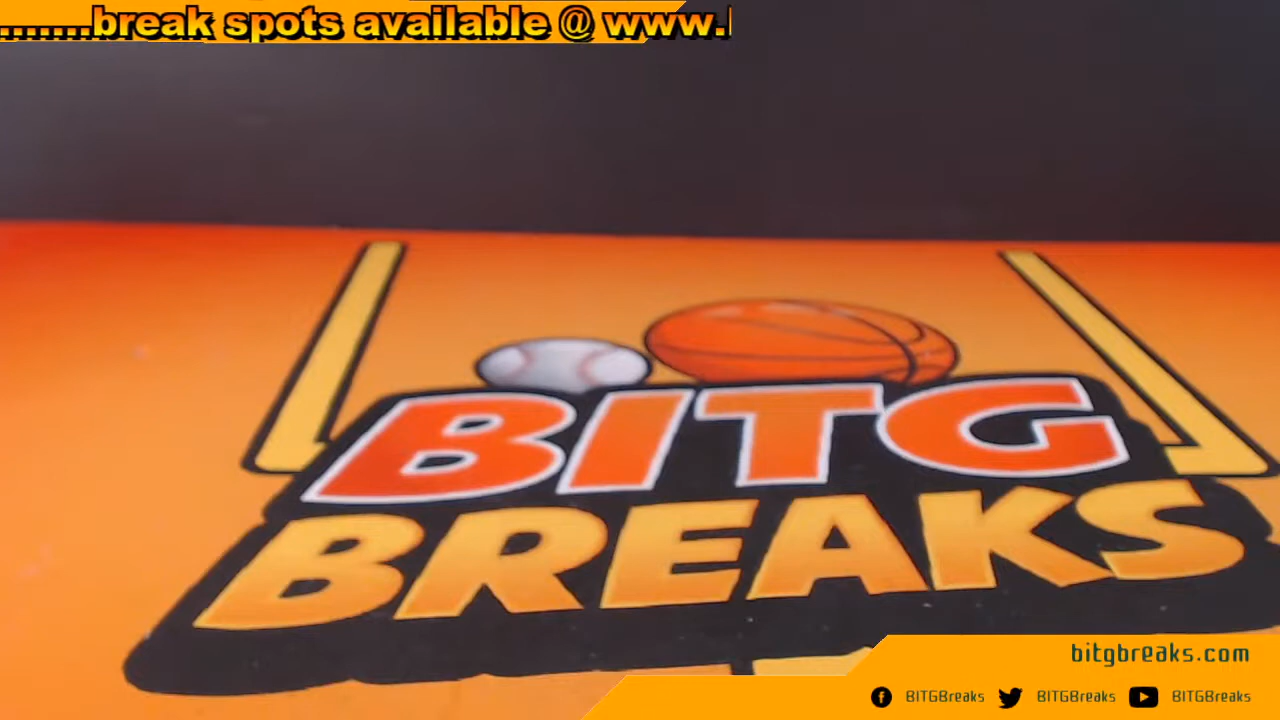 .......break spots available @ www.
BITG
BREAKS
bitgbreaks.com
BITGBreaks BITGBreaks BITGBreaks